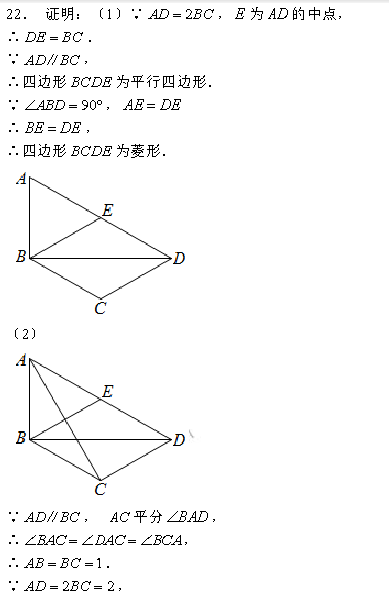 22． 证明：（1）∵ AD=2BC，E 为 AD 的中点，
∴ DE=BC．
∵ AD∥BC，
∴四边形 BCDE 为平行四边形．
∵ ∠ABD=90°， AE=DE
∴ BE=DE，
∴四边形 BCDE 为菱形．
A
E
B
D
C
（2）
A
E
B
D
C
∵ AD∥BC， AC 平分 ∠BAD，
∴ ∠BAC=∠DAC=∠BCA，
∴ AB=BC=1．
∵ AD=2BC=2，